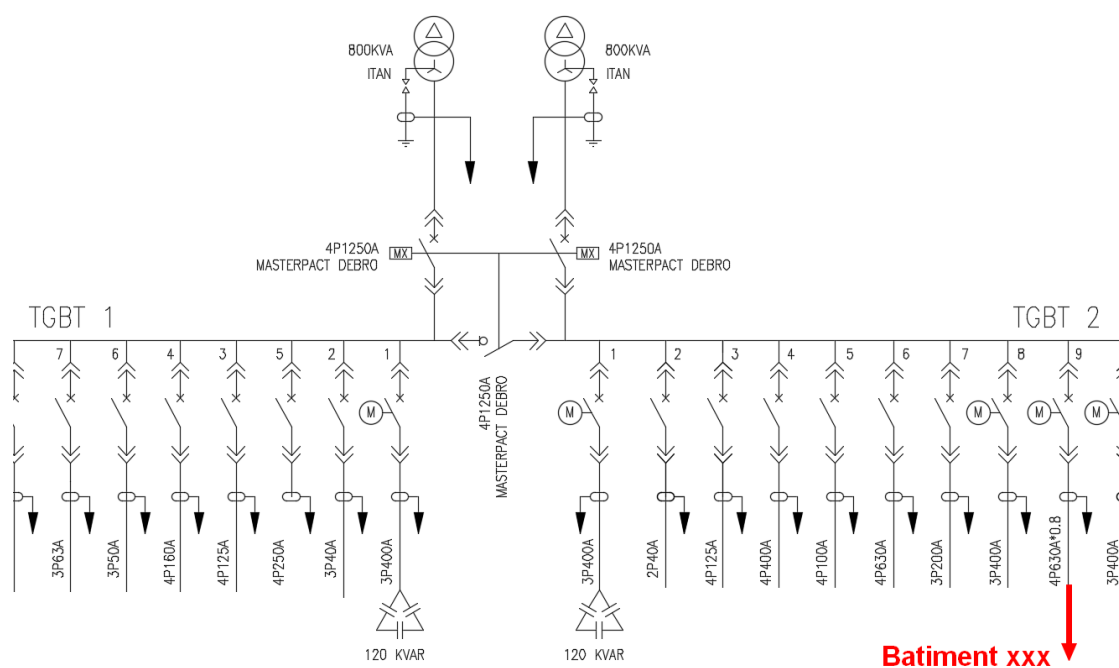 800KVA
ITAN
800KVA
ITAN
4P1250A
MASTERPACT DEBRO
MX
MX
4P1250A
MASTERPACT DEBRO
TGBT 1
TGBT 2
7
6
4
3
5
2
1
1
2
3
4
5
6
7
8
9
4P1250A
MASTERPACT DEBRO
M
M
M
M
M
3P63A
3P50A
4P160A
4P125A
4P250A
3P40A
3P400A
3P400A
2P40A
4P125A
4P400A
4P100A
4P630A
3P200A
3P400A
4P630A*0.8
3P400A
120 KVAR
120 KVAR
Batiment xxx